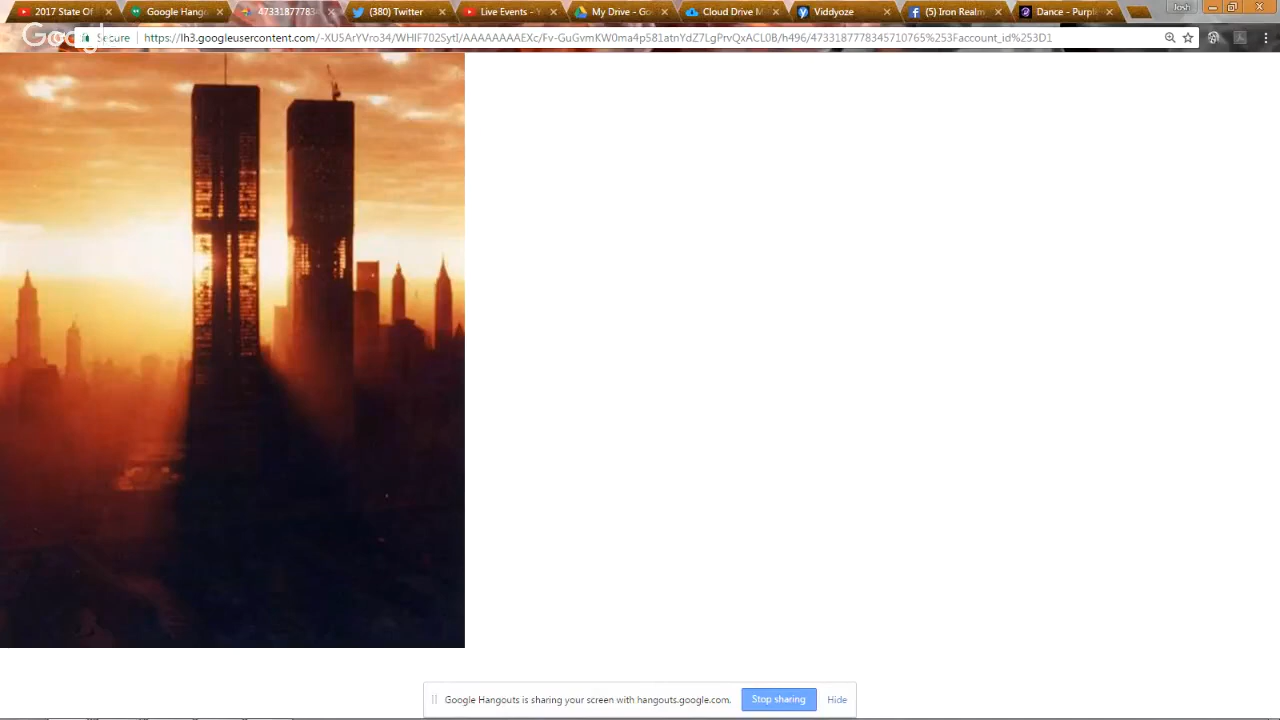 2017 State Of
Google Hang
4733187778
(380) Twitter
Live Events -
My Drive - Go
Cloud Drive M
Viddyoze
(5) Iron Realm
Dance - Purple
Josh
Secure
https://lh3.googleusercontent.com/-XU5ArYVro34/WHIF702SytI/AAAAAAAAEXc/Fv-GuGvmKW0ma4p581atnYdZ7LgPrvQxACL0B/h496/4733187778345710765%253Faccount_id%253D1
Google Hangouts is sharing your screen with hangouts.google.com.
Stop sharing
Hide